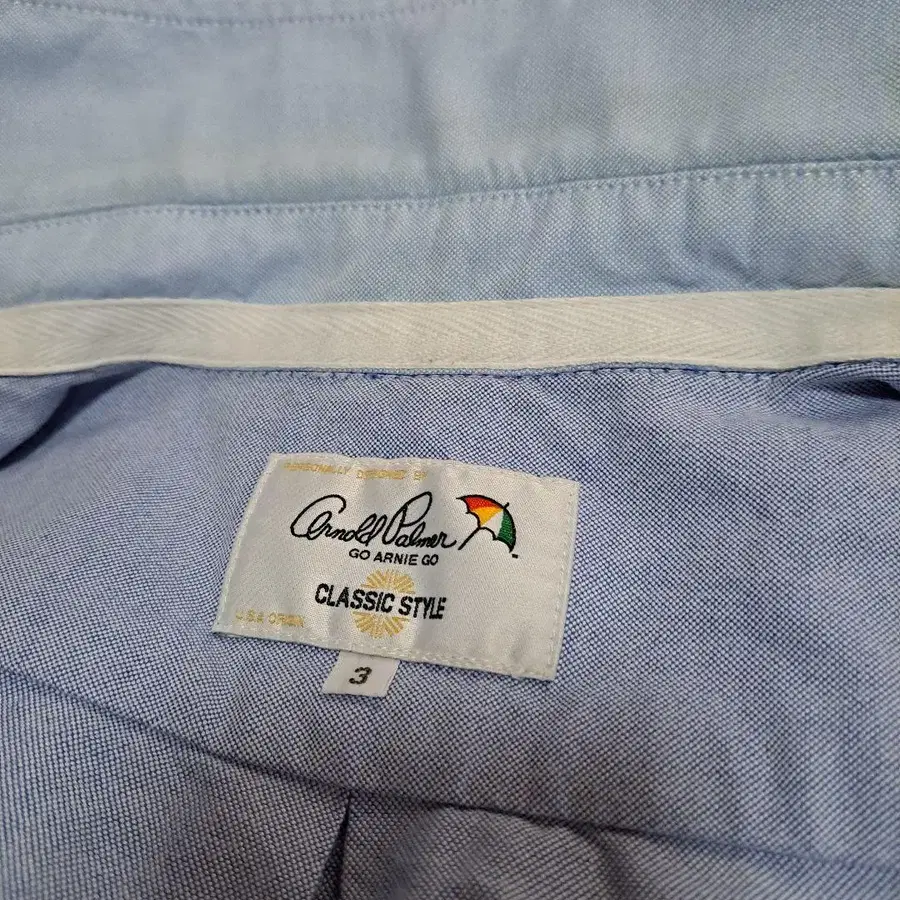 PERSONALLY DESIGNED BY
Arnold Palmer
GO ARNIE GO
CLASSIC STYLE
U.S.A ORIGIN
3